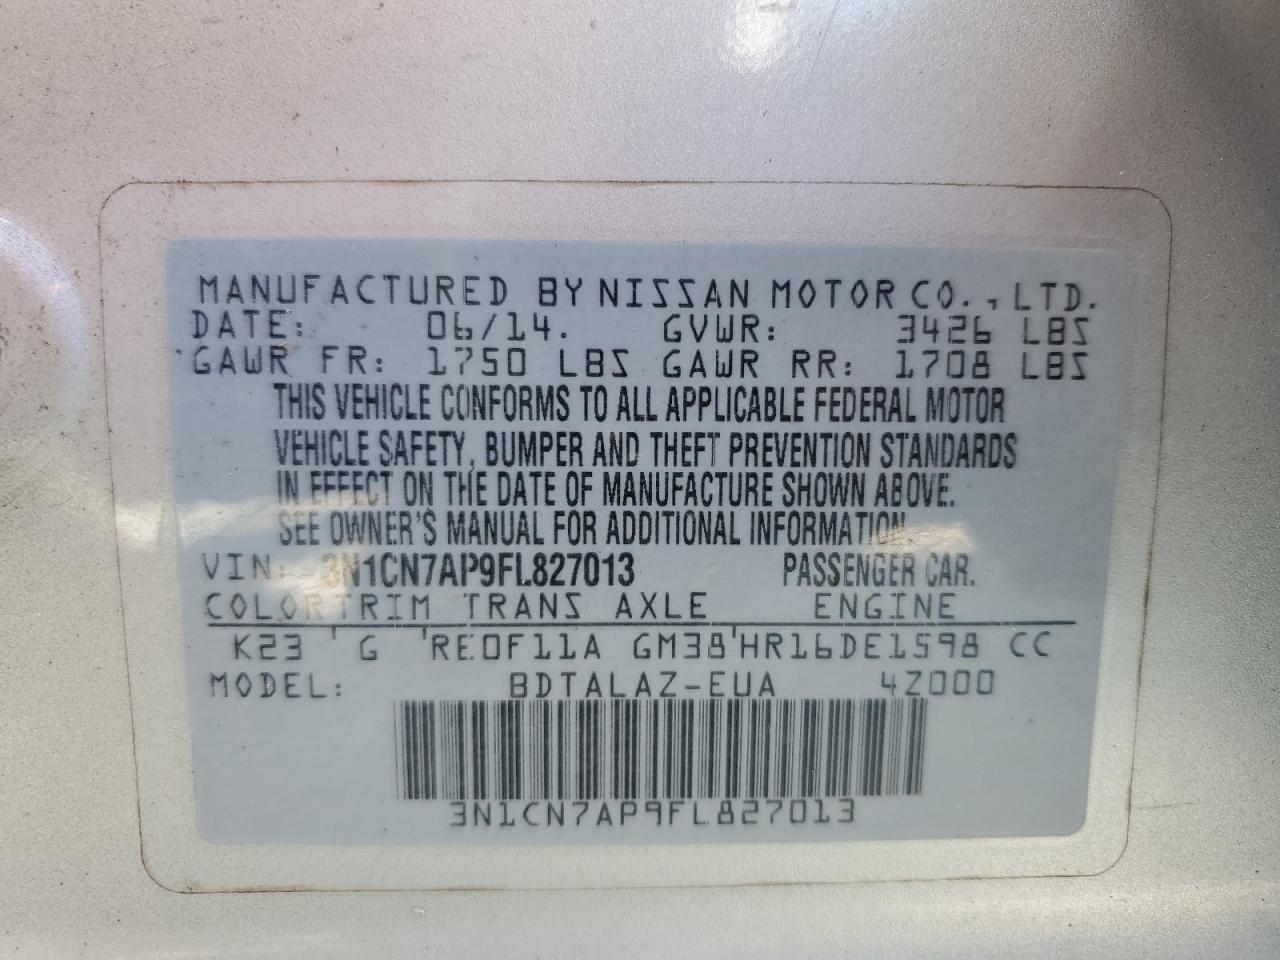 MANUFACTURED BY NISSAN MOTOR CO., LTD.
DATE: 06/14. GVWR: 3426 LBS
GAWR FR: 1750 LBS GAWR RR: 1708 LBS
THIS VEHICLE CONFORMS TO ALL APPLICABLE FEDERAL MOTOR
VEHICLE SAFETY, BUMPER AND THEFT PREVENTION STANDARDS
IN EFFECT ON THE DATE OF MANUFACTURE SHOWN ABOVE.
SEE OWNER'S MANUAL FOR ADDITIONAL INFORMATION.
VIN: 3N1CN7AP9FL827013 PASSENGER CAR.
COLOR TRIM TRANS AXLE ENGINE
K23 G RE0F11A GM38 HR16DE1598 CC
MODEL: BDTALAZ-EUA 4Z000
3N1CN7AP9FL827013